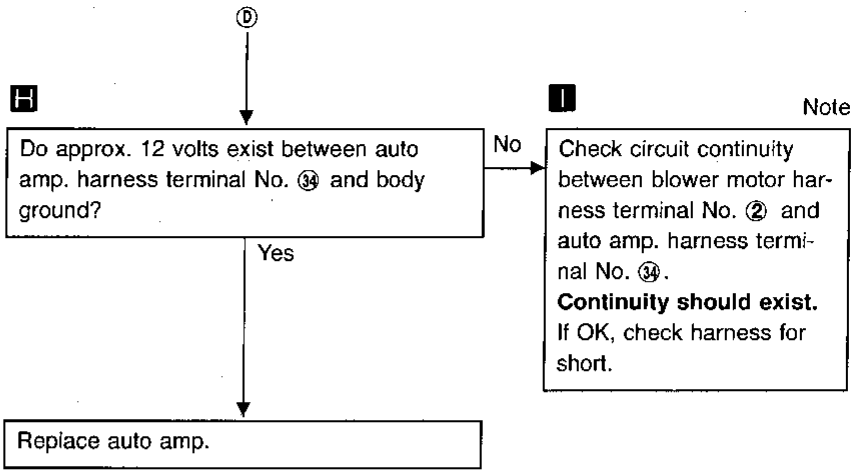 Ⓓ
H
Do approx. 12 volts exist between auto
amp. harness terminal No. ㉞ and body
ground?
No
Yes
I
Note
Check circuit continuity
between blower motor har-
ness terminal No. ② and
auto amp. harness termi-
nal No. ㉞.
Continuity should exist.
If OK, check harness for
short.
Replace auto amp.